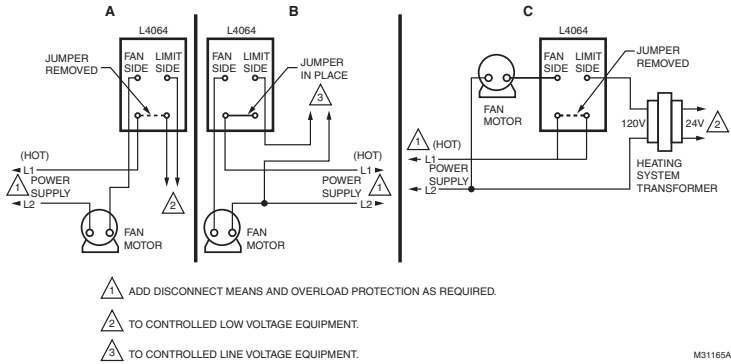 A
L4064
JUMPER
REMOVED
FAN
SIDE
LIMIT
SIDE
(HOT)
L1
1
POWER
SUPPLY
L2
2
FAN
MOTOR
B
L4064
FAN
SIDE
LIMIT
SIDE
JUMPER
IN PLACE
3
(HOT)
L1
POWER
SUPPLY
1
L2
FAN
MOTOR
C
L4064
FAN
SIDE
LIMIT
SIDE
JUMPER
REMOVED
FAN
MOTOR
120V
24V
2
1
(HOT)
L1
POWER
SUPPLY
L2
HEATING
SYSTEM
TRANSFORMER
1 ADD DISCONNECT MEANS AND OVERLOAD PROTECTION AS REQUIRED.
2 TO CONTROLLED LOW VOLTAGE EQUIPMENT.
3 TO CONTROLLED LINE VOLTAGE EQUIPMENT.
M31165A